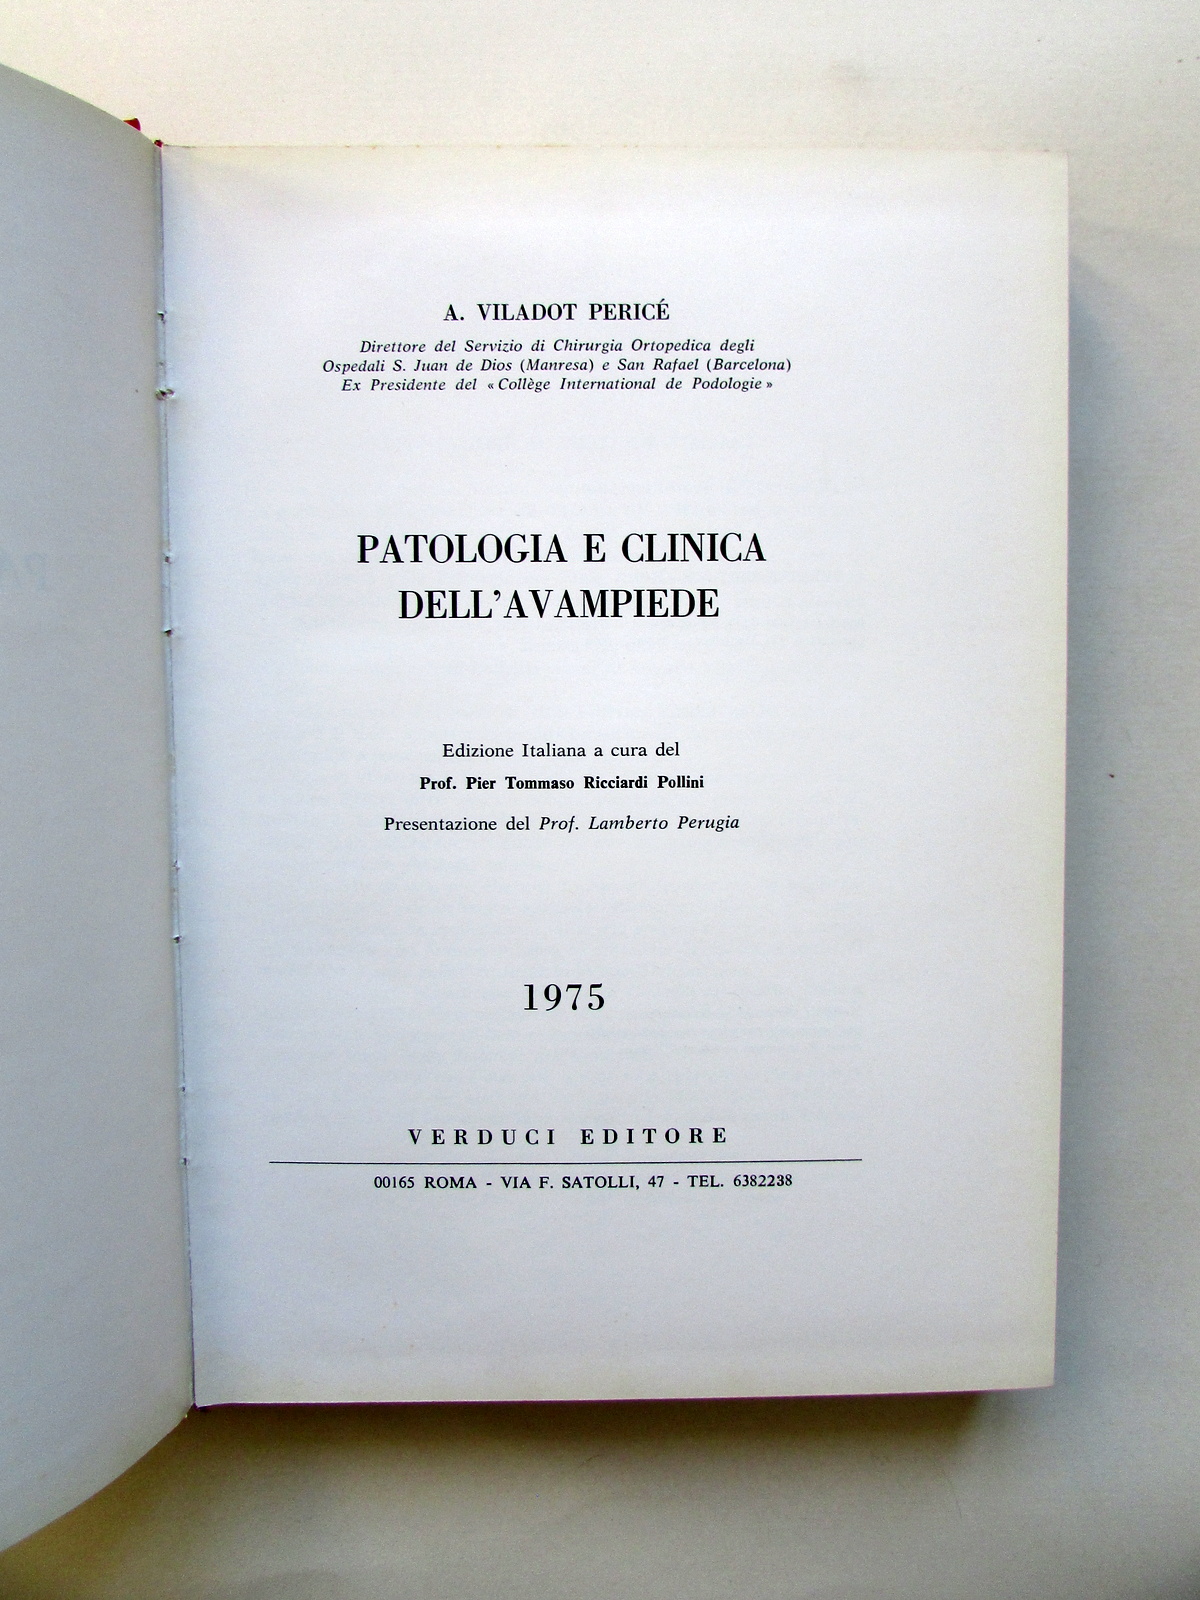 A. VILADOT PERICÉ
Direttore del Servizio di Chirurgia Ortopedica degli
Ospedali S. Juan de Dios (Manresa) e San Rafael (Barcelona)
Ex Presidente del « Collège International de Podologie »
PATOLOGIA E CLINICA
DELL'AVAMPIEDE
Edizione Italiana a cura del
Prof. Pier Tommaso Ricciardi Pollini
Presentazione del Prof. Lamberto Perugia
1975
VERDUCI EDITORE
00165 ROMA - VIA F. SATOLLI, 47 - TEL. 6382238